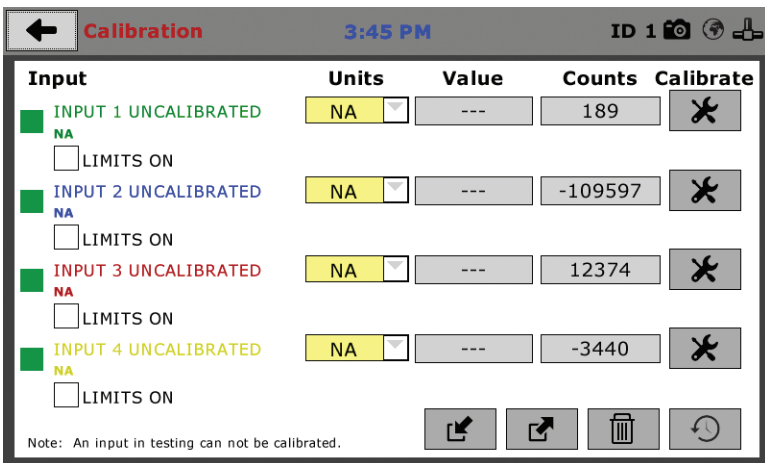 Calibration 3:45 PM ID 1
Input Units Value Counts Calibrate
INPUT 1 UNCALIBRATED NA --- 189
NA
LIMITS ON
INPUT 2 UNCALIBRATED NA --- -109597
NA
LIMITS ON
INPUT 3 UNCALIBRATED NA --- 12374
NA
LIMITS ON
INPUT 4 UNCALIBRATED NA --- -3440
NA
LIMITS ON
Note: An input in testing can not be calibrated.